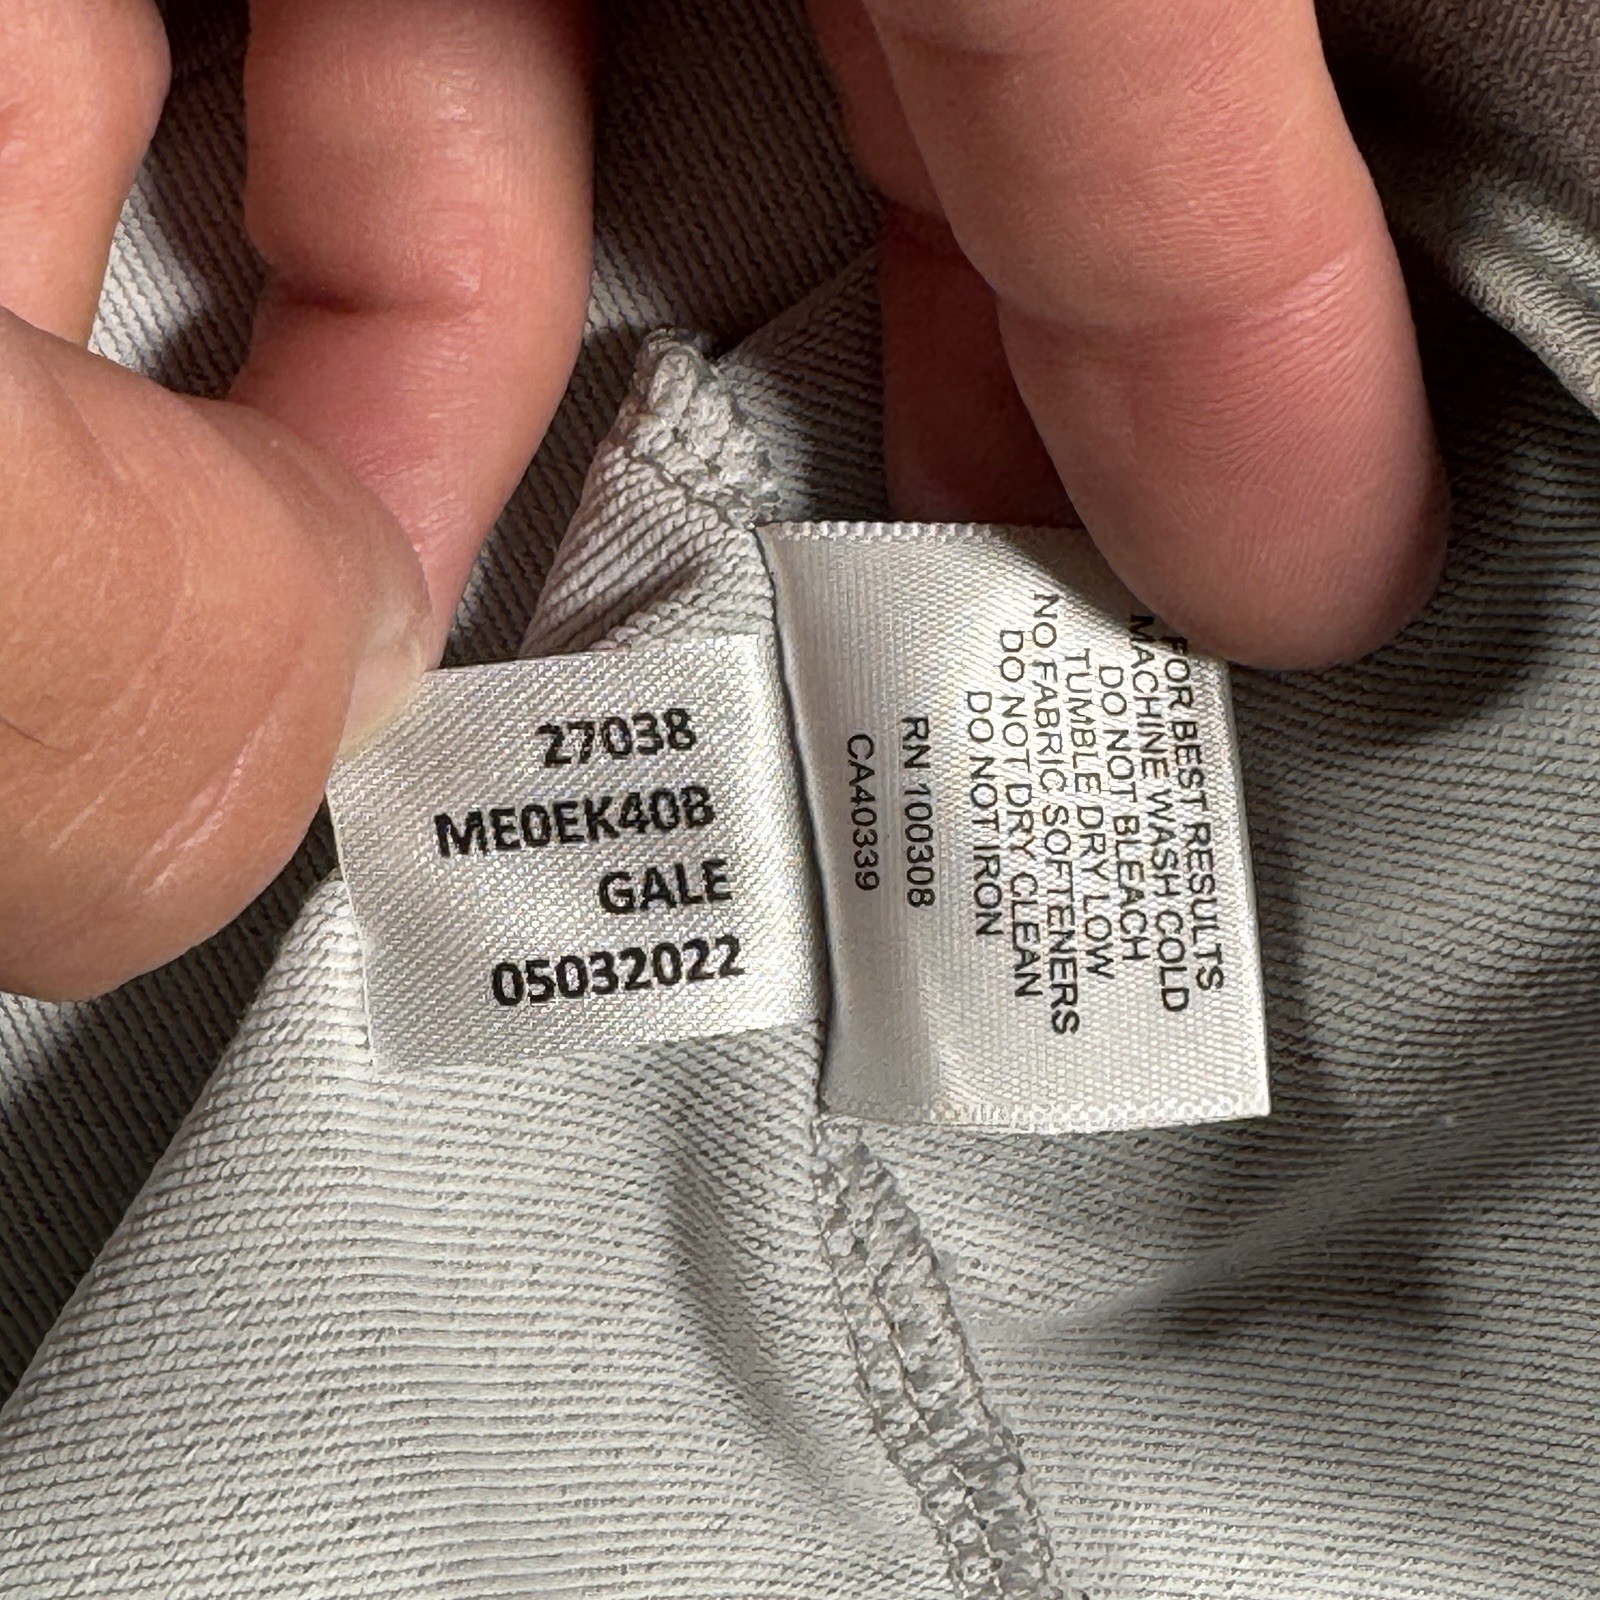 27038
ME0EK40B
GALE
05032022
FOR BEST RESULTS
MACHINE WASH COLD
DO NOT BLEACH
TUMBLE DRY LOW
NO FABRIC SOFTENERS
DO NOT DRY CLEAN
DO NOT IRON
RN 100308
CA40339